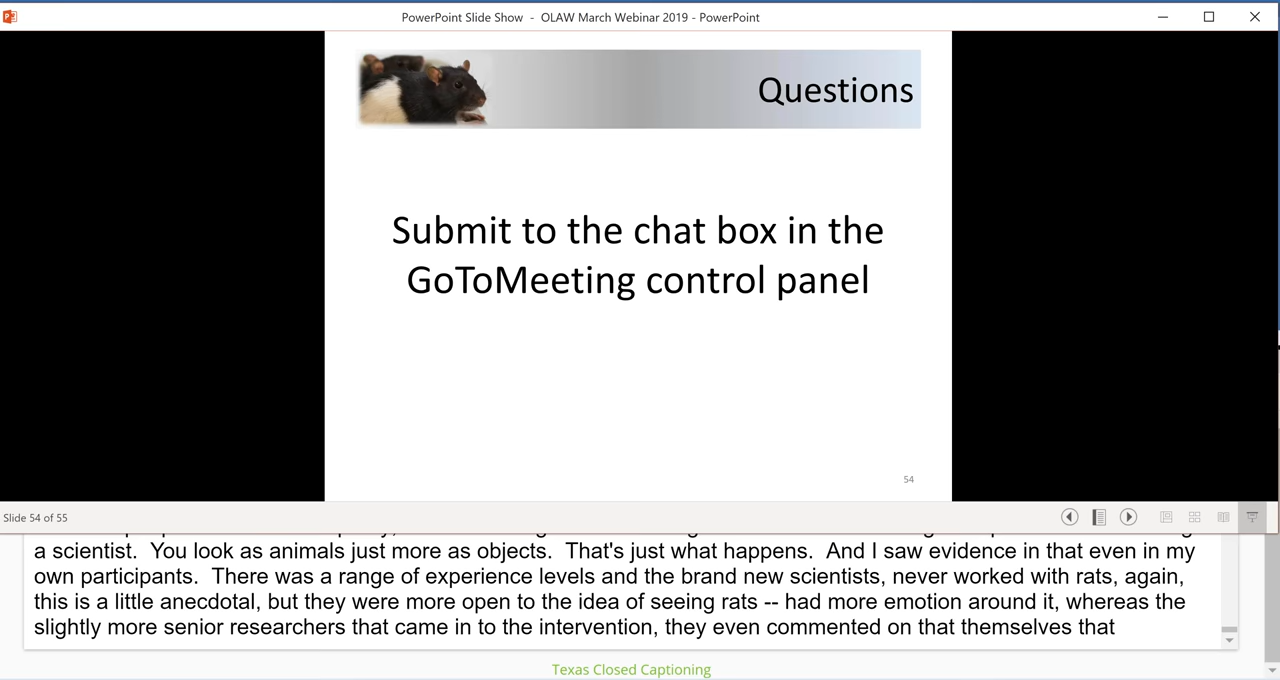 PowerPoint Slide Show - OLAW March Webinar 2019 - PowerPoint
Questions
Submit to the chat box in the
GoToMeeting control panel
54
Slide 54 of 55
a scientist. You look as animals just more as objects. That's just what happens. And I saw evidence in that even in my
own participants. There was a range of experience levels and the brand new scientists, never worked with rats, again,
this is a little anecdotal, but they were more open to the idea of seeing rats -- had more emotion around it, whereas the
slightly more senior researchers that came in to the intervention, they even commented on that themselves that
Texas Closed Captioning